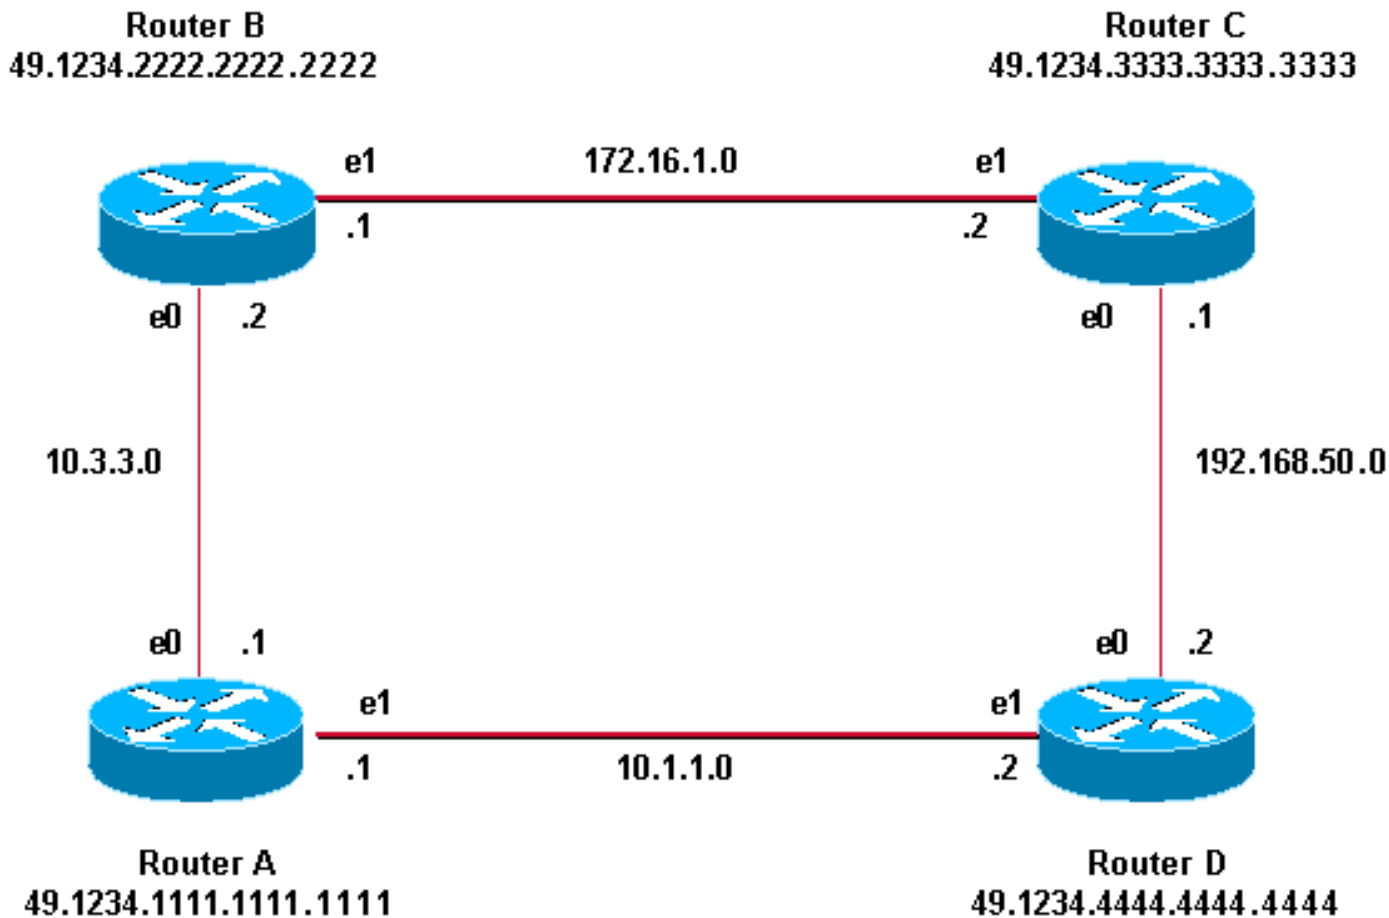 Router B
49.1234.2222.2222.2222
Router C
49.1234.3333.3333.3333
e1
172.16.1.0
e1
.1
.2
e0
.2
e0
.1
10.3.3.0
192.168.50.0
e0
.1
e0
.2
e1
e1
.1
10.1.1.0
.2
Router A
49.1234.1111.1111.1111
Router D
49.1234.4444.4444.4444